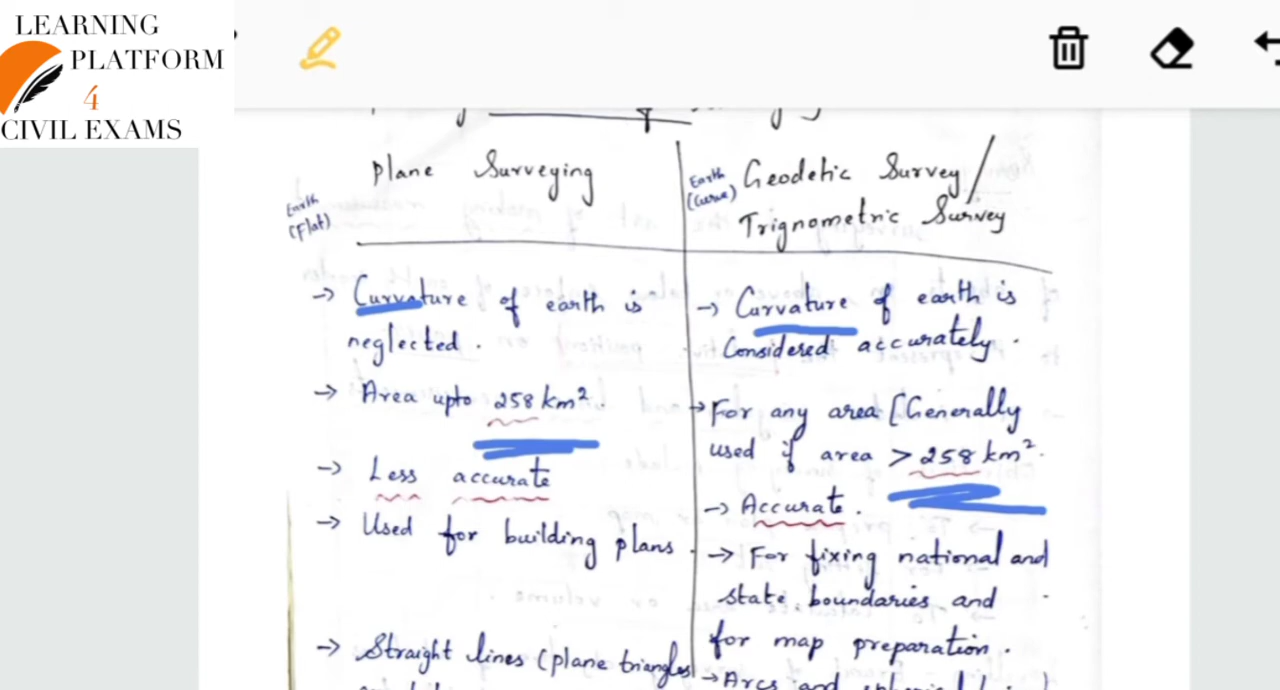 LEARNING
PLATFORM
4
CIVIL EXAMS
Plane Surveying
Earth
(Flat)
→ Curvature of earth is
neglected.
→ Area upto 258 km².
→ Less accurate
→ Used for building plans.
→ Straight lines (plane triangles
Earth
(Curve)
Geodetic Survey /
Trignometric Survey
→ Curvature of earth is
Considered accurately.
→ For any area [Generally
used if area > 258 km².
→ Accurate.
→ For fixing national and
state boundaries and
for map preparation.
→ Arcs and